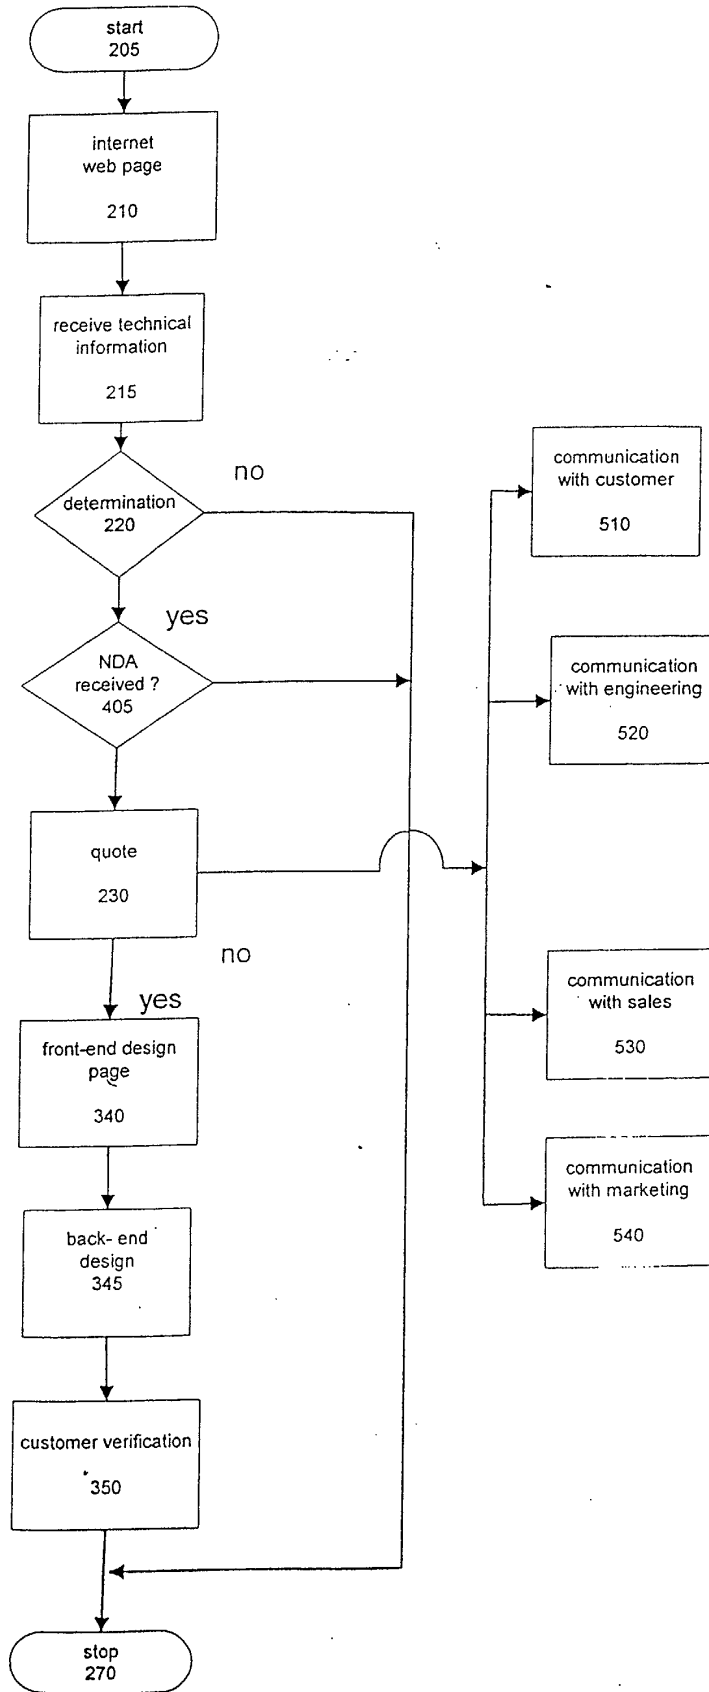 start
205
internet
web page
210
receive technical
information
215
determination
220
no
yes
NDA
received ?
405
quote
230
no
yes
front-end design
page
340
back- end
design
345
customer verification
350
stop
270
communication
with customer
510
communication
with engineering
520
communication
with sales
530
communication
with marketing
540